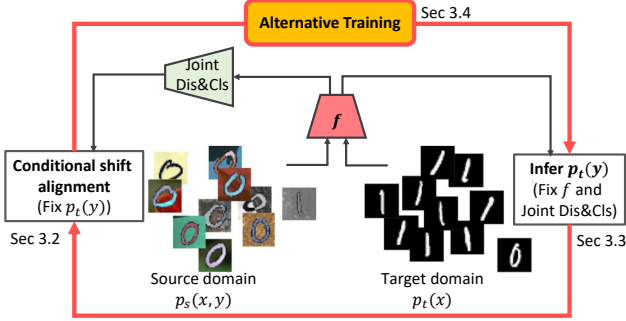 Alternative Training
Sec 3.4
Joint
Dis&Cls
f
Conditional shift
alignment
(Fix p_t(y))
Infer p_t(y)
(Fix f and
Joint Dis&Cls)
Sec 3.2
Sec 3.3
Source domain
p_s(x, y)
Target domain
p_t(x)